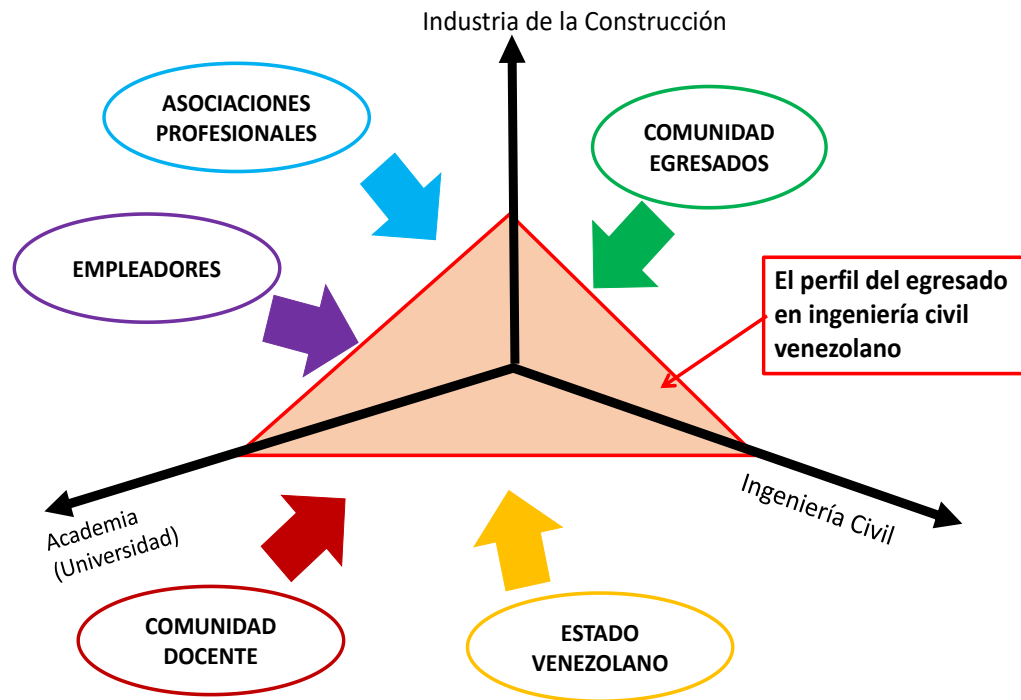 Industria de la Construcción
ASOCIACIONES
PROFESIONALES
COMUNIDAD
EGRESADOS
EMPLEADORES
El perfil del egresado
en ingeniería civil
venezolano
Academia
(Universidad)
Ingeniería Civil
COMUNIDAD
DOCENTE
ESTADO
VENEZOLANO